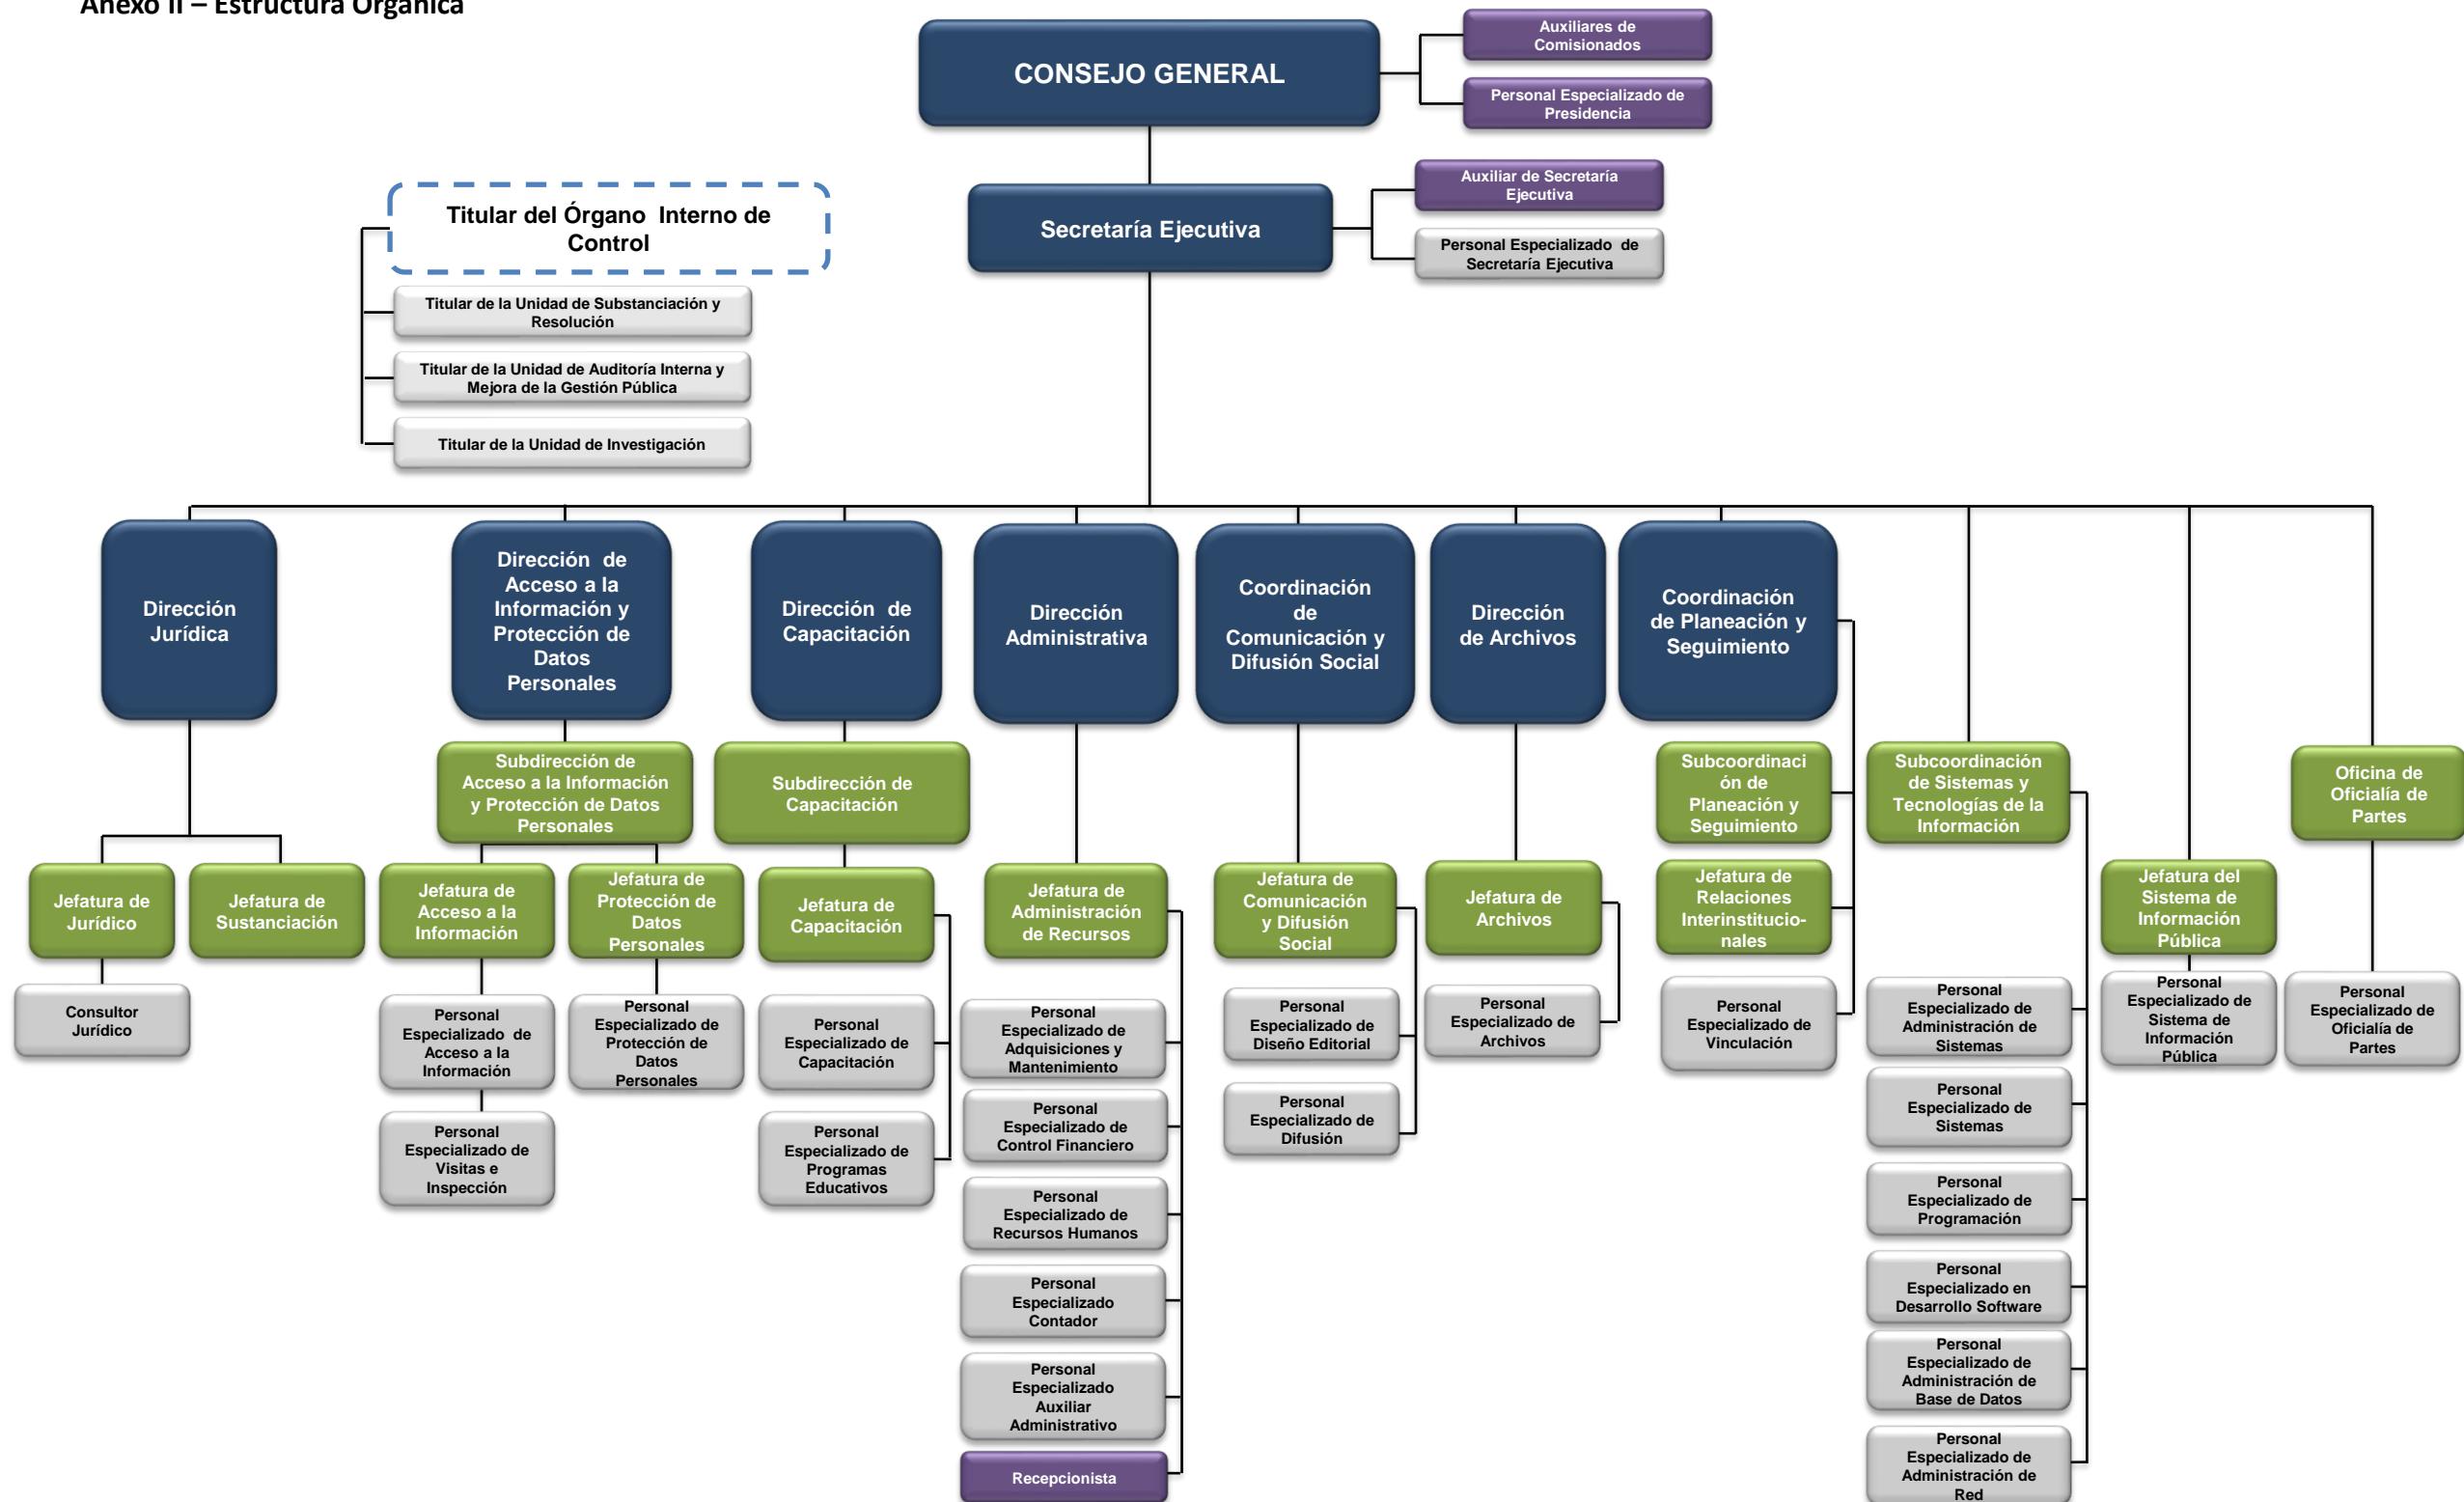 Anexo II – Estructura Orgánica
CONSEJO GENERAL
Auxiliares de
Comisionados
Personal Especializado de
Presidencia
Secretaría Ejecutiva
Auxiliar de Secretaría
Ejecutiva
Personal Especializado de
Secretaría Ejecutiva
Titular del Órgano Interno de
Control
Titular de la Unidad de Substanciación y
Resolución
Titular de la Unidad de Auditoría Interna y
Mejora de la Gestión Pública
Titular de la Unidad de Investigación
Dirección
Jurídica
Dirección de
Acceso a la
Información y
Protección de
Datos
Personales
Dirección de
Capacitación
Dirección
Administrativa
Coordinación
de
Comunicación y
Difusión Social
Dirección
de Archivos
Coordinación
de Planeación y
Seguimiento
Subdirección de
Acceso a la Información
y Protección de Datos
Personales
Subdirección de
Capacitación
Subcoordinaci
ón de
Planeación y
Seguimiento
Subcoordinación
de Sistemas y
Tecnologías de la
Información
Oficina de
Oficialía de
Partes
Jefatura de
Jurídico
Jefatura de
Sustanciación
Jefatura de
Acceso a la
Información
Jefatura de
Protección de
Datos
Personales
Jefatura de
Capacitación
Jefatura de
Administración
de Recursos
Jefatura de
Comunicación
y Difusión
Social
Jefatura de
Archivos
Jefatura de
Relaciones
Interinstitucio-
nales
Jefatura del
Sistema de
Información
Pública
Consultor
Jurídico
Personal
Especializado de
Acceso a la
Información
Personal
Especializado de
Protección de
Datos
Personales
Personal
Especializado de
Capacitación
Personal
Especializado de
Adquisiciones y
Mantenimiento
Personal
Especializado de
Diseño Editorial
Personal
Especializado de
Archivos
Personal
Especializado de
Vinculación
Personal
Especializado de
Administración de
Sistemas
Personal
Especializado de
Sistema de
Información
Pública
Personal
Especializado de
Oficialía de
Partes
Personal
Especializado de
Visitas e
Inspección
Personal
Especializado de
Programas
Educativos
Personal
Especializado de
Control Financiero
Personal
Especializado de
Difusión
Personal
Especializado de
Sistemas
Personal
Especializado de
Recursos Humanos
Personal
Especializado de
Programación
Personal
Especializado
Contador
Personal
Especializado en
Desarrollo Software
Personal
Especializado
Auxiliar
Administrativo
Personal
Especializado de
Administración de
Base de Datos
Recepcionista
Personal
Especializado de
Administración de
Red